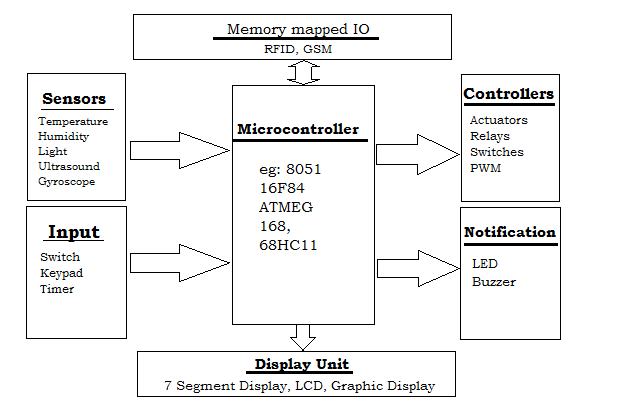 Memory mapped IO
RFID, GSM
Sensors
Temperature
Humidity
Light
Ultrasound
Gyroscope
Input
Switch
Keypad
Timer
Microcontroller
eg: 8051
16F84
ATMEG
168,
68HC11
Controllers
Actuators
Relays
Switches
PWM
Notification
LED
Buzzer
Display Unit
7 Segment Display, LCD, Graphic Display